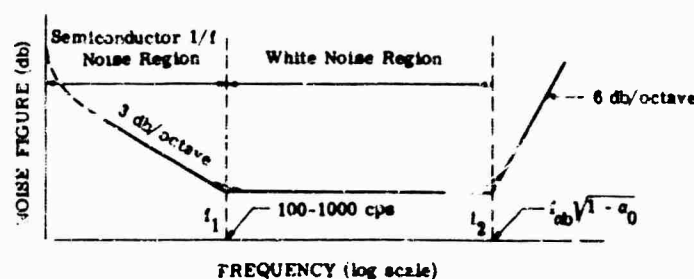 Semiconductor 1/f
Noise Region
White Noise Region
NOISE FIGURE (db)
3 db/octave
6 db/octave
f₁
100-1000 cps
f₂
f_αb√1 - α₀
FREQUENCY (log scale)